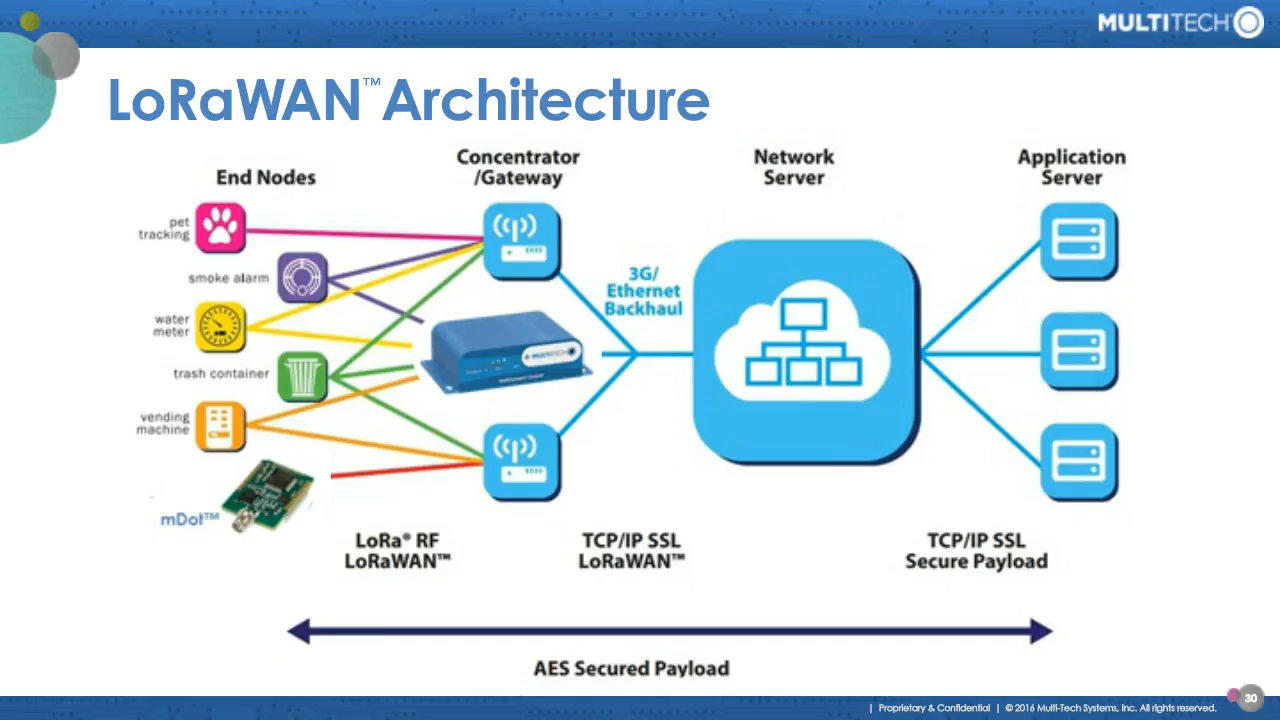 MULTITECH
LoRaWAN™ Architecture
End Nodes
Concentrator
/Gateway
Network
Server
Application
Server
pet
tracking
smoke alarm
water
meter
trash container
vending
machine
mDot™
3G/
Ethernet
Backhaul
MULTITECH
LoRa® RF
LoRaWAN™
TCP/IP SSL
LoRaWAN™
TCP/IP SSL
Secure Payload
AES Secured Payload
| Proprietary & Confidential | © 2016 Multi-Tech Systems, Inc. All rights reserved.
30